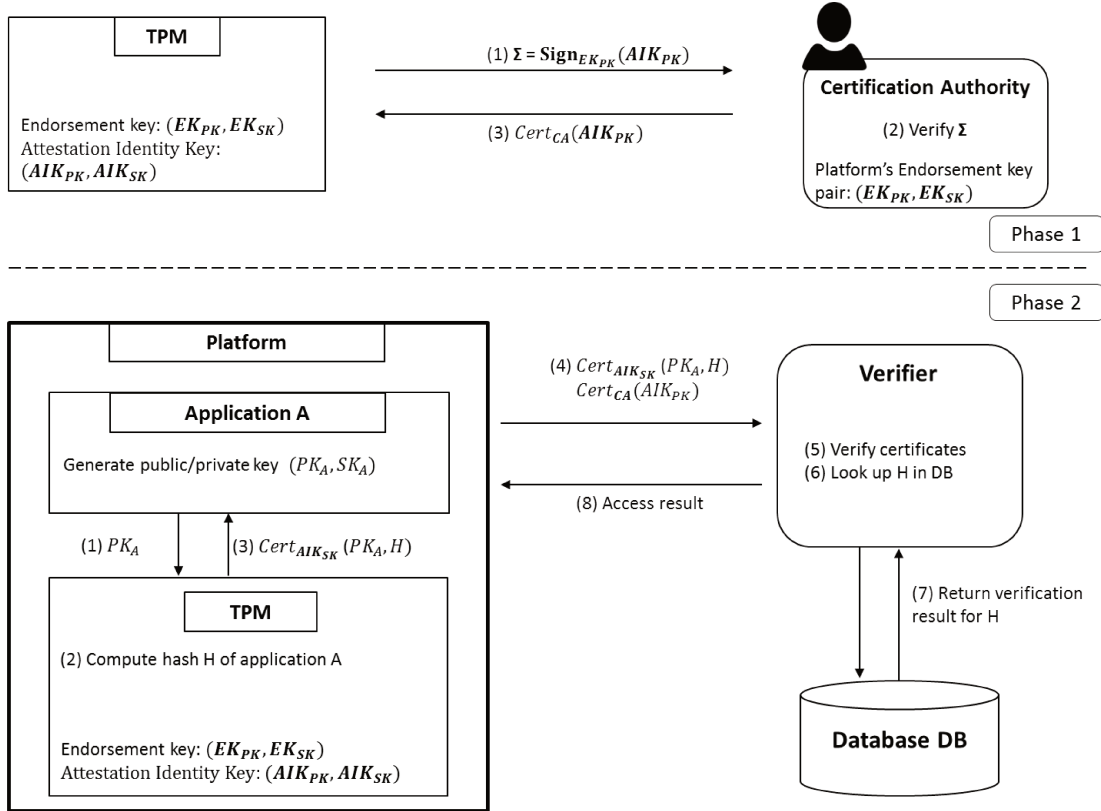 TPM
Endorsement key: (EK_PK, EK_SK)
Attestation Identity Key:
(AIK_PK, AIK_SK)
(1) Σ = Sign_EK_PK(AIK_PK)
(3) Cert_CA(AIK_PK)
Certification Authority
(2) Verify Σ
Platform's Endorsement key
pair: (EK_PK, EK_SK)
Phase 1
Phase 2
Platform
Application A
Generate public/private key (PK_A, SK_A)
(1) PK_A
(3) Cert_AIK_SK (PK_A, H)
TPM
(2) Compute hash H of application A
Endorsement key: (EK_PK, EK_SK)
Attestation Identity Key: (AIK_PK, AIK_SK)
(4) Cert_AIK_SK (PK_A, H)
Cert_CA(AIK_PK)
(8) Access result
Verifier
(5) Verify certificates
(6) Look up H in DB
(7) Return verification
result for H
Database DB